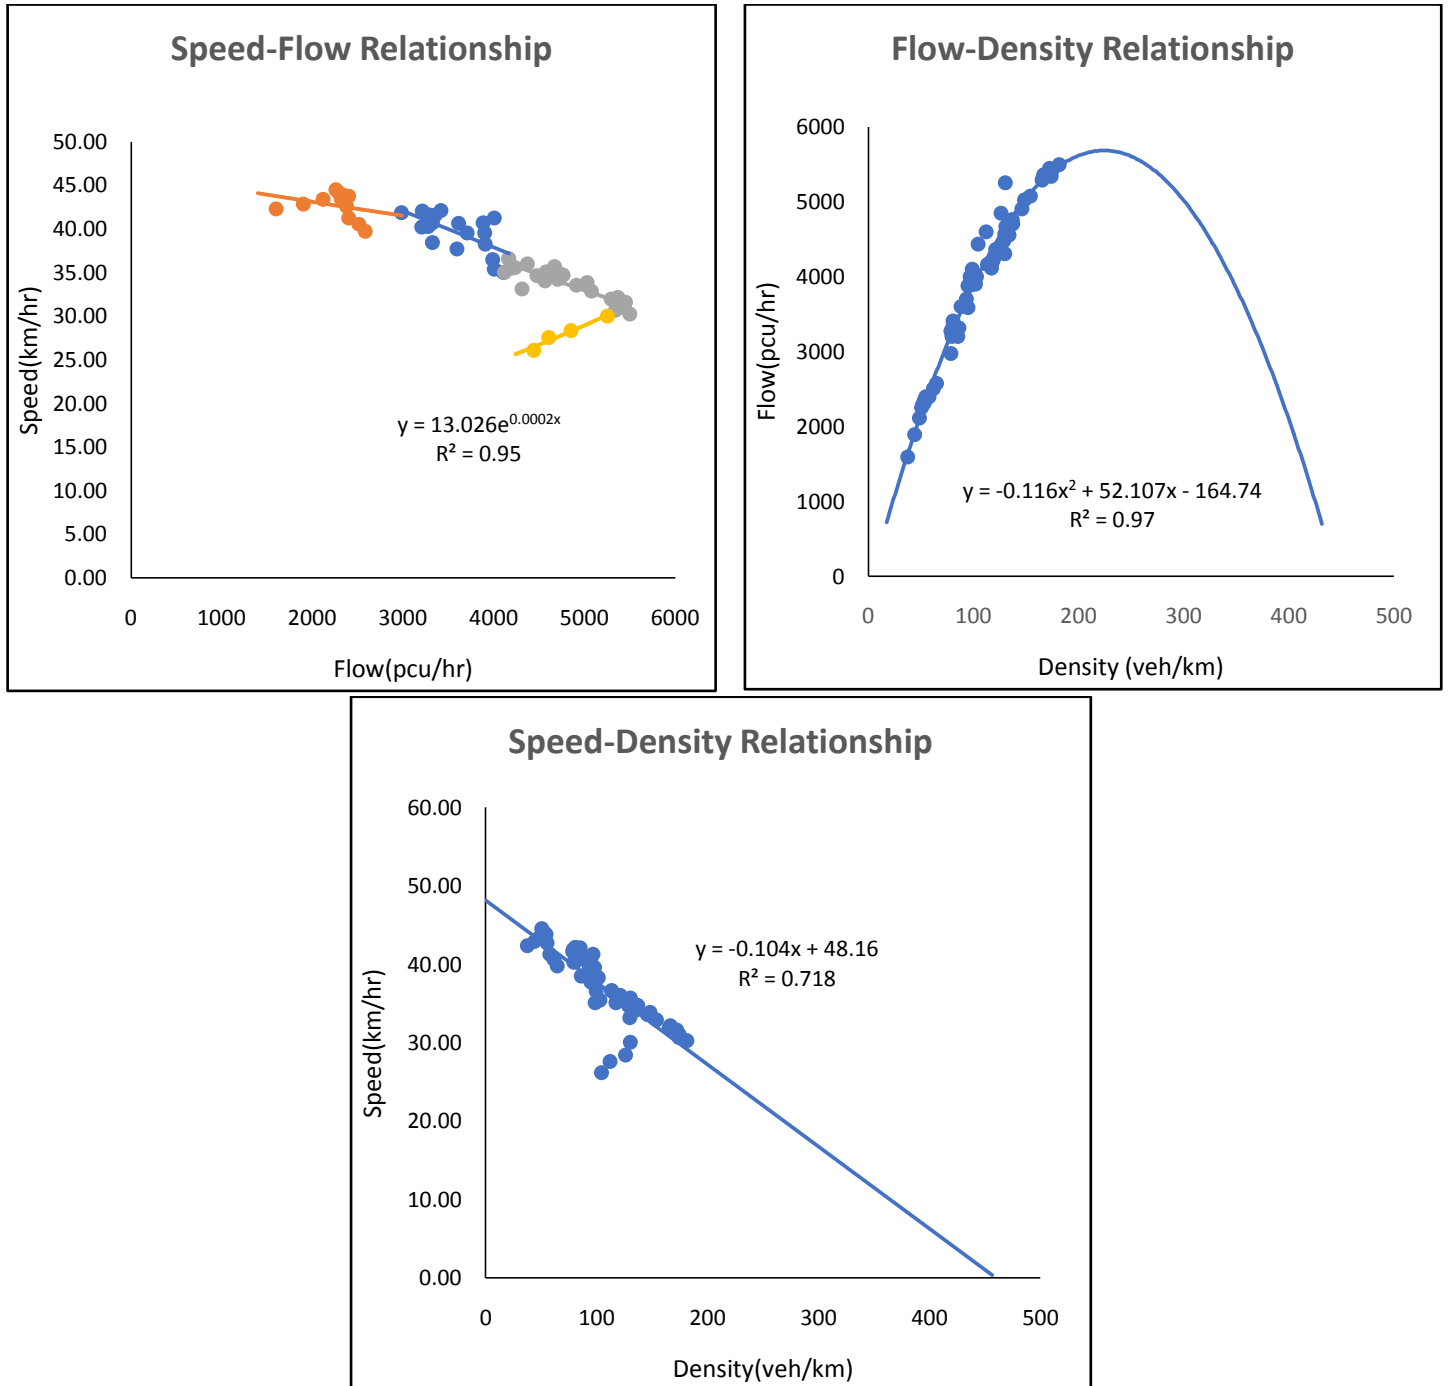 Speed-Flow Relationship
50.00
45.00
40.00
35.00
30.00
25.00
20.00
15.00
10.00
5.00
0.00
Speed(km/hr)
y = 13.026e^0.0002x
R² = 0.95
0 1000 2000 3000 4000 5000 6000
Flow(pcu/hr)
Flow-Density Relationship
6000
5000
4000
3000
2000
1000
0
Flow(pcu/hr)
y = -0.116x² + 52.107x - 164.74
R² = 0.97
0 100 200 300 400 500
Density (veh/km)
Speed-Density Relationship
60.00
50.00
40.00
30.00
20.00
10.00
0.00
Speed(km/hr)
y = -0.104x + 48.16
R² = 0.718
0 100 200 300 400 500
Density(veh/km)